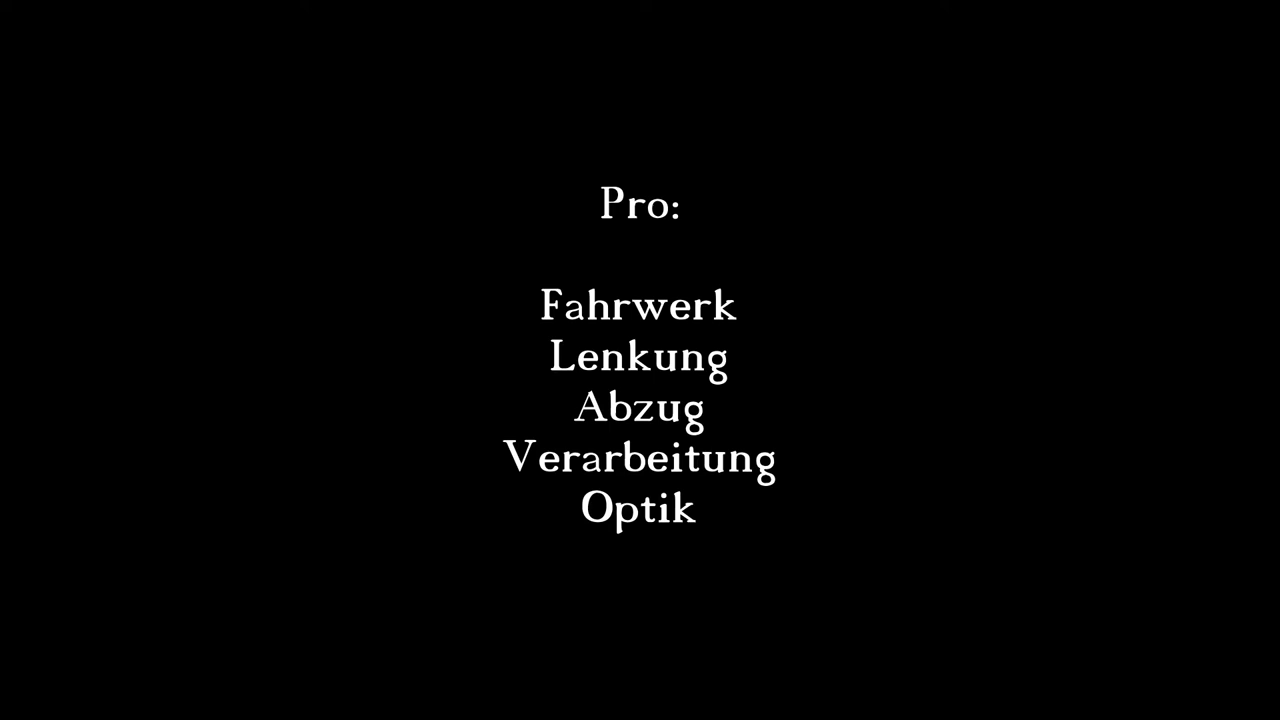 Pro:
Fahrwerk
Lenkung
Abzug
Verarbeitung
Optik